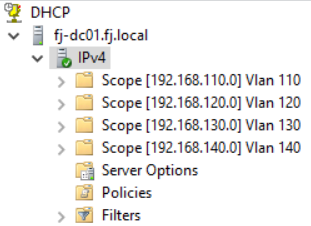 DHCP
fj-dc01.fj.local
IPv4
Scope [192.168.110.0] Vlan 110
Scope [192.168.120.0] Vlan 120
Scope [192.168.130.0] Vlan 130
Scope [192.168.140.0] Vlan 140
Server Options
Policies
Filters